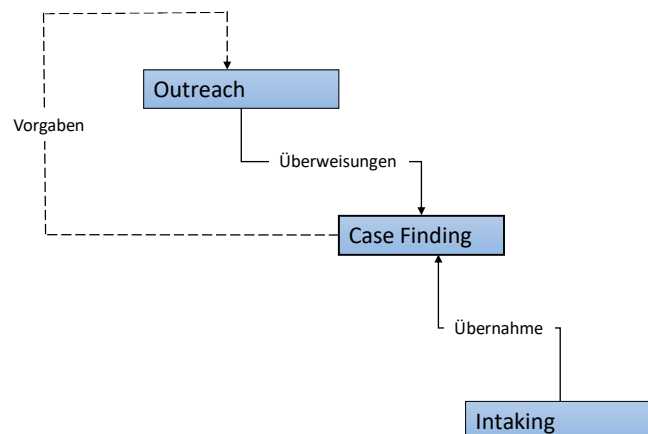 Outreach
Vorgaben
Überweisungen
Case Finding
Übernahme
Intaking